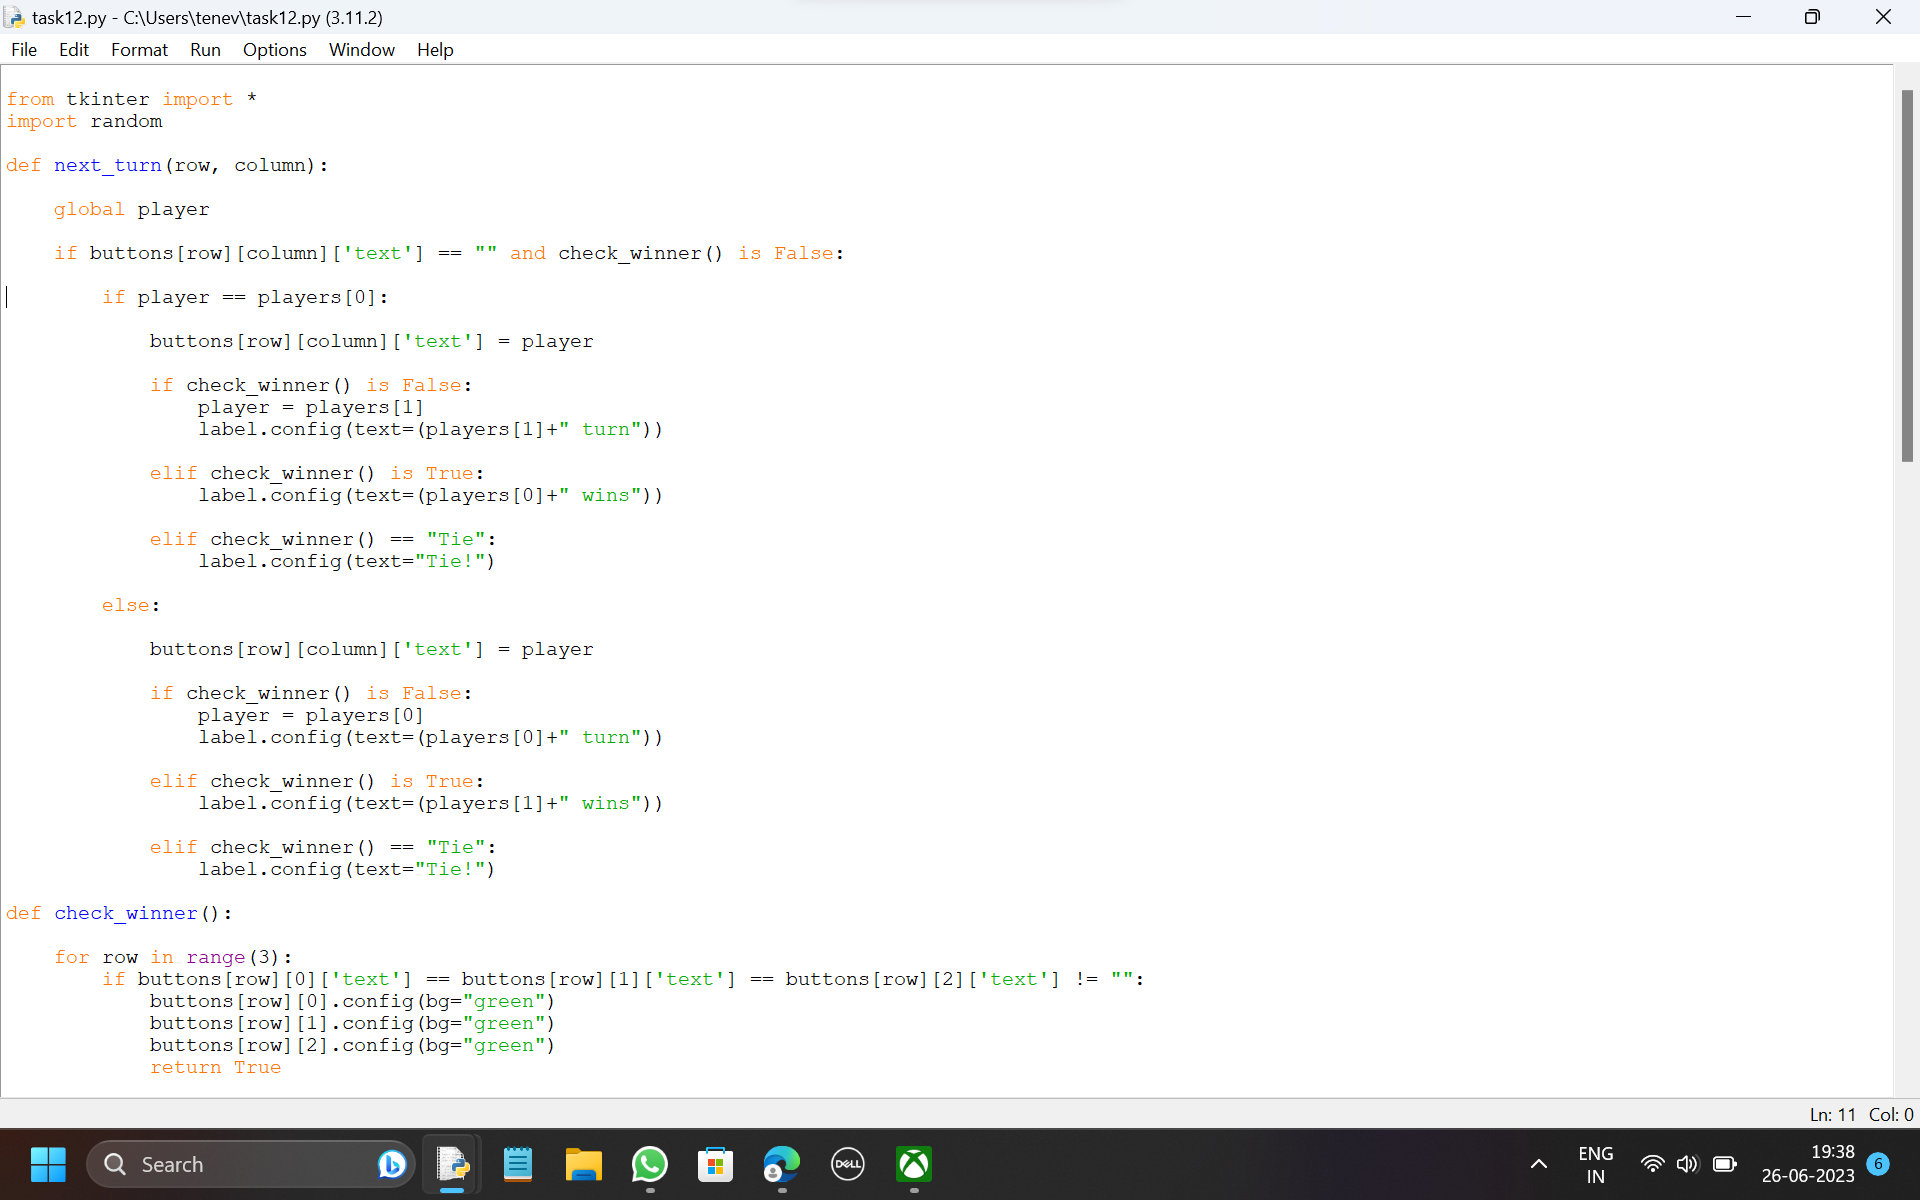 task12.py - C:\Users\tenev\task12.py (3.11.2)
File Edit Format Run Options Window Help
from tkinter import *
import random
def next_turn(row, column):
    global player
    if buttons[row][column]['text'] == "" and check_winner() is False:
        if player == players[0]:
            buttons[row][column]['text'] = player
            if check_winner() is False:
                player = players[1]
                label.config(text=(players[1]+" turn"))
            elif check_winner() is True:
                label.config(text=(players[0]+" wins"))
            elif check_winner() == "Tie":
                label.config(text="Tie!")
        else:
            buttons[row][column]['text'] = player
            if check_winner() is False:
                player = players[0]
                label.config(text=(players[0]+" turn"))
            elif check_winner() is True:
                label.config(text=(players[1]+" wins"))
            elif check_winner() == "Tie":
                label.config(text="Tie!")
def check_winner():
    for row in range(3):
        if buttons[row][0]['text'] == buttons[row][1]['text'] == buttons[row][2]['text'] != "":
            buttons[row][0].config(bg="green")
            buttons[row][1].config(bg="green")
            buttons[row][2].config(bg="green")
            return True
Ln: 11 Col: 0
Search
DELL
ENG
IN
19:38
26-06-2023
6